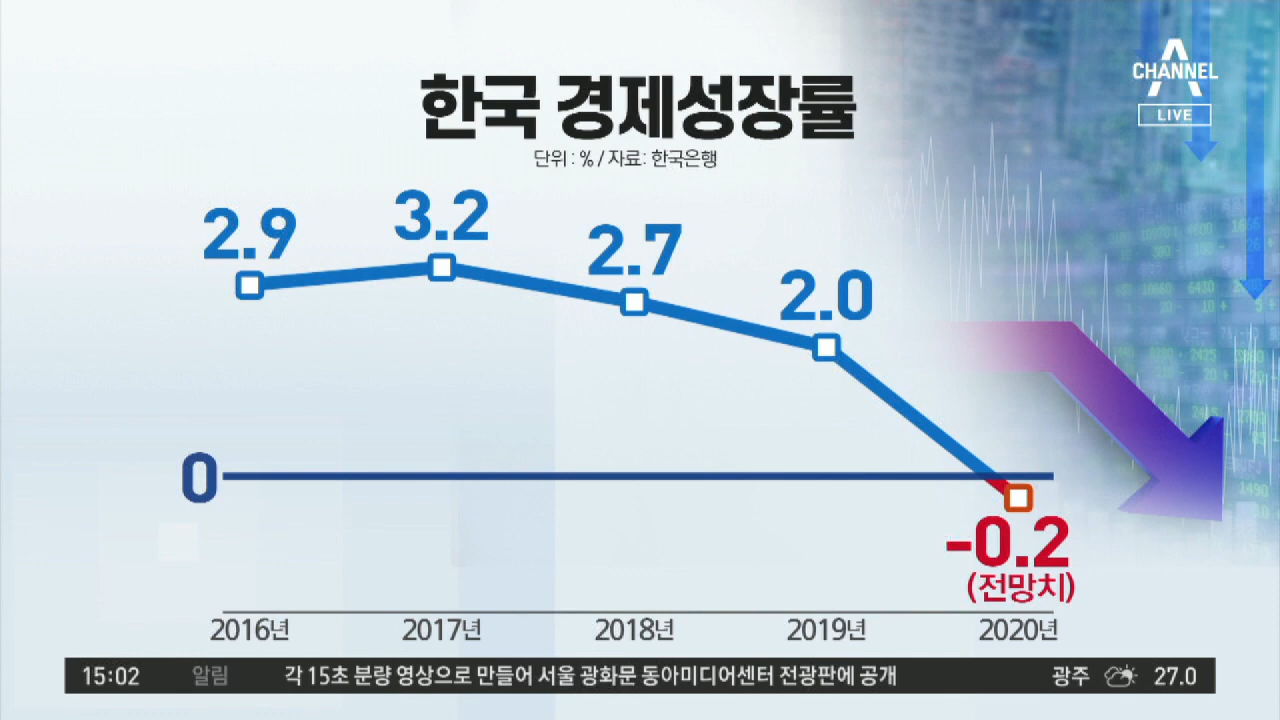 한국 경제성장률
단위 : % / 자료 : 한국은행
CHANNEL A
LIVE
2.9
3.2
2.7
2.0
0
-0.2
(전망치)
2016년 2017년 2018년 2019년 2020년
15:02 알림 각 15초 분량 영상으로 만들어 서울 광화문 동아미디어센터 전광판에 공개 광주 27.0